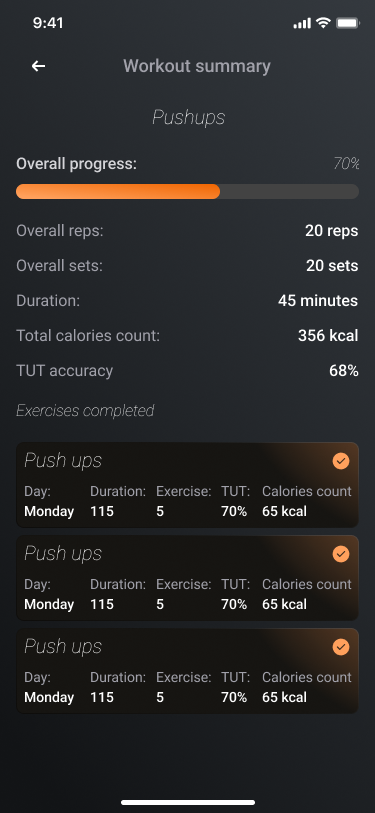 9:41
Workout summary
Pushups
Overall progress: 70%
Overall reps: 20 reps
Overall sets: 20 sets
Duration: 45 minutes
Total calories count: 356 kcal
TUT accuracy 68%
Exercises completed
Push ups
Day: Duration: Exercise: TUT: Calories count
Monday 115 5 70% 65 kcal
Push ups
Day: Duration: Exercise: TUT: Calories count
Monday 115 5 70% 65 kcal
Push ups
Day: Duration: Exercise: TUT: Calories count
Monday 115 5 70% 65 kcal